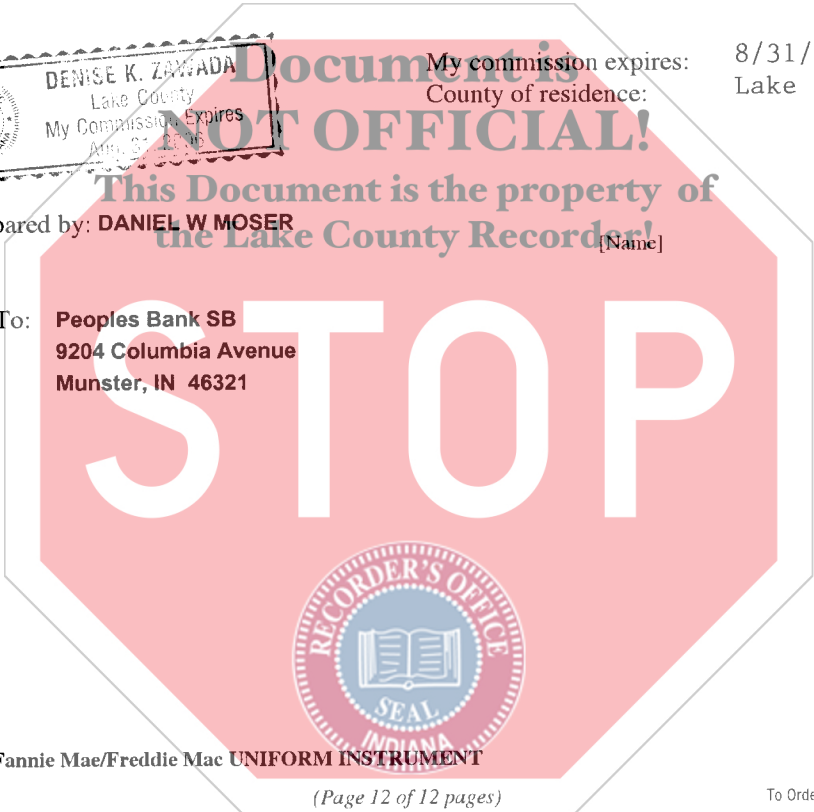 DENISE K. ZAWADA
Lake County
My Commission Expires
Aug. 31, 2006
My commission expires: 8/31/
County of residence: Lake
Document is
NOT OFFICIAL!
This Document is the property of
the Lake County Recorder!
pared by: DANIEL W MOSER
[Name]
To: Peoples Bank SB
9204 Columbia Avenue
Munster, IN 46321
STOP
RECORDER'S OFFICE
SEAL
INDIANA
Fannie Mae/Freddie Mac UNIFORM INSTRUMENT
(Page 12 of 12 pages)
To Orde